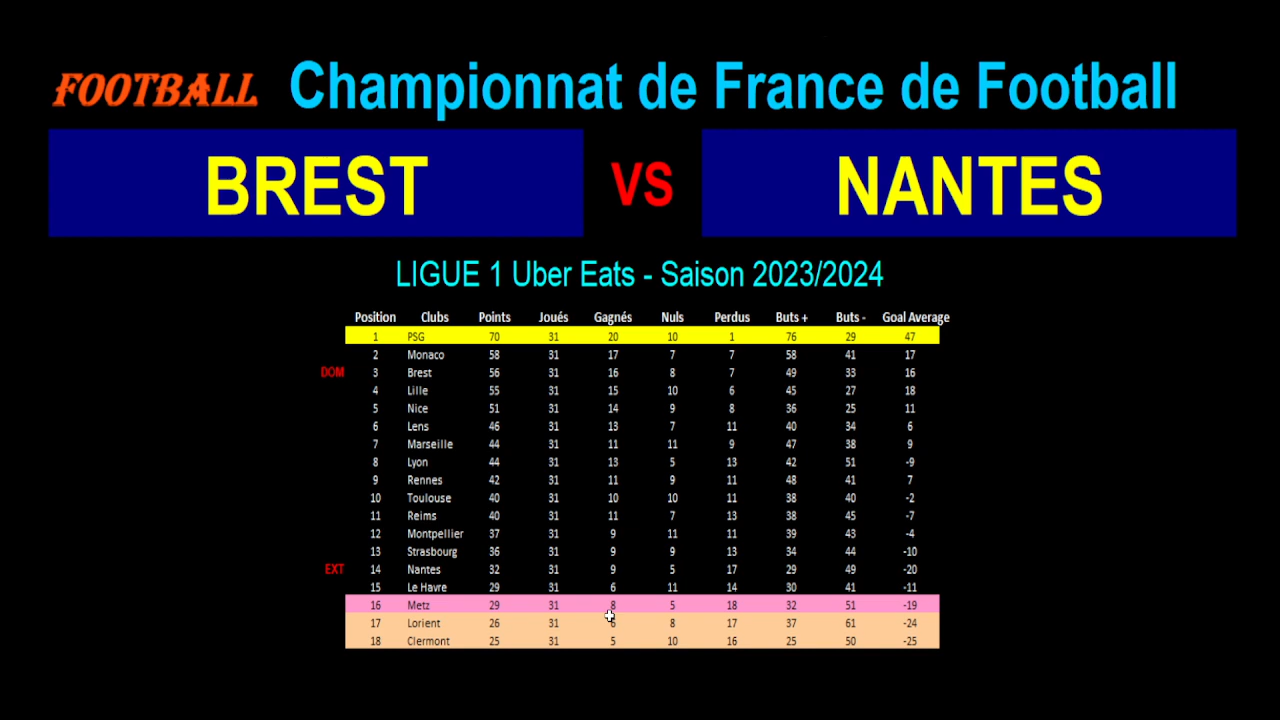 FOOTBALL Championnat de France de Football
BREST VS NANTES
LIGUE 1 Uber Eats - Saison 2023/2024
Position Clubs Points Joués Gagnés Nuls Perdus Buts + Buts - Goal Average
1 PSG 70 31 20 10 1 76 29 47
2 Monaco 58 31 17 7 7 58 41 17
DOM 3 Brest 56 31 16 8 7 49 33 16
4 Lille 55 31 15 10 6 45 27 18
5 Nice 51 31 14 9 8 36 25 11
6 Lens 46 31 13 7 11 40 34 6
7 Marseille 44 31 11 11 9 47 38 9
8 Lyon 44 31 13 5 13 42 51 -9
9 Rennes 42 31 11 9 11 48 41 7
10 Toulouse 40 31 10 10 11 38 40 -2
11 Reims 40 31 11 7 13 38 45 -7
12 Montpellier 37 31 9 11 11 39 43 -4
13 Strasbourg 36 31 9 9 13 34 44 -10
EXT 14 Nantes 32 31 9 5 17 29 49 -20
15 Le Havre 29 31 6 11 14 30 41 -11
16 Metz 29 31 8 5 18 32 51 -19
17 Lorient 26 31 6 8 17 37 61 -24
18 Clermont 25 31 5 10 16 25 50 -25